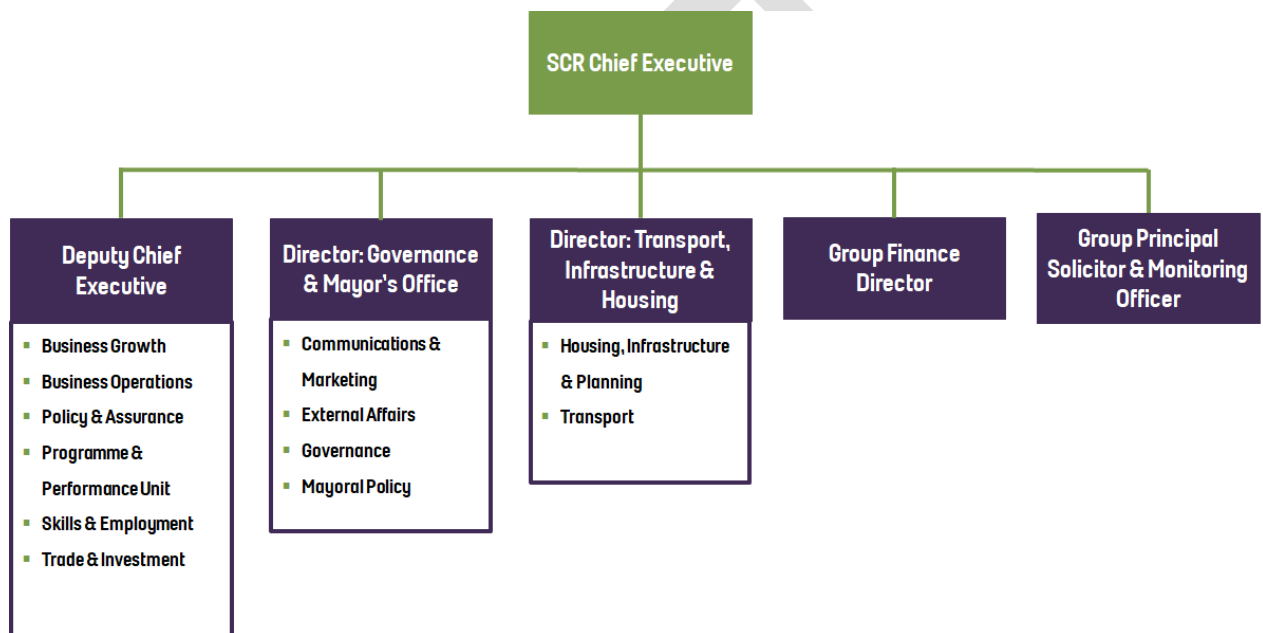 SCR Chief Executive
Deputy Chief
Executive
Business Growth
Business Operations
Policy & Assurance
Programme &
Performance Unit
Skills & Employment
Trade & Investment
Director: Governance
& Mayor's Office
Communications &
Marketing
External Affairs
Governance
Mayoral Policy
Director: Transport,
Infrastructure &
Housing
Housing, Infrastructure
& Planning
Transport
Group Finance
Director
Group Principal
Solicitor & Monitoring
Officer